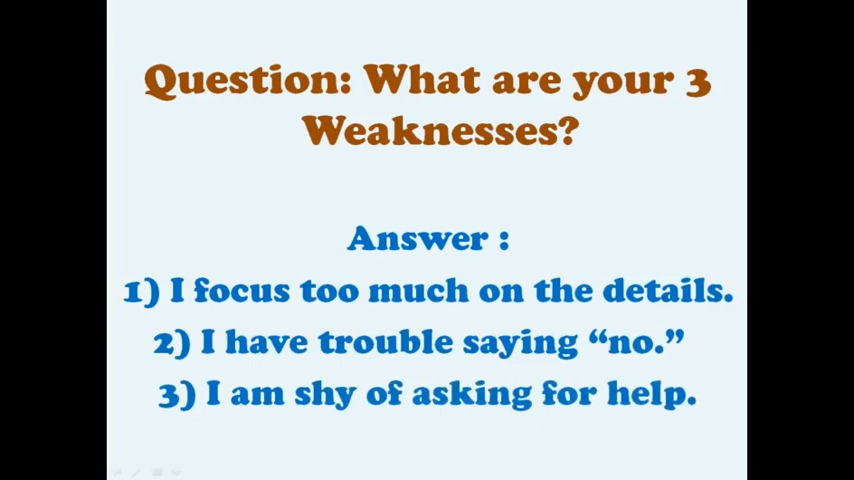 Question: What are your 3
Weaknesses?
Answer :
1) I focus too much on the details.
2) I have trouble saying “no.”
3) I am shy of asking for help.